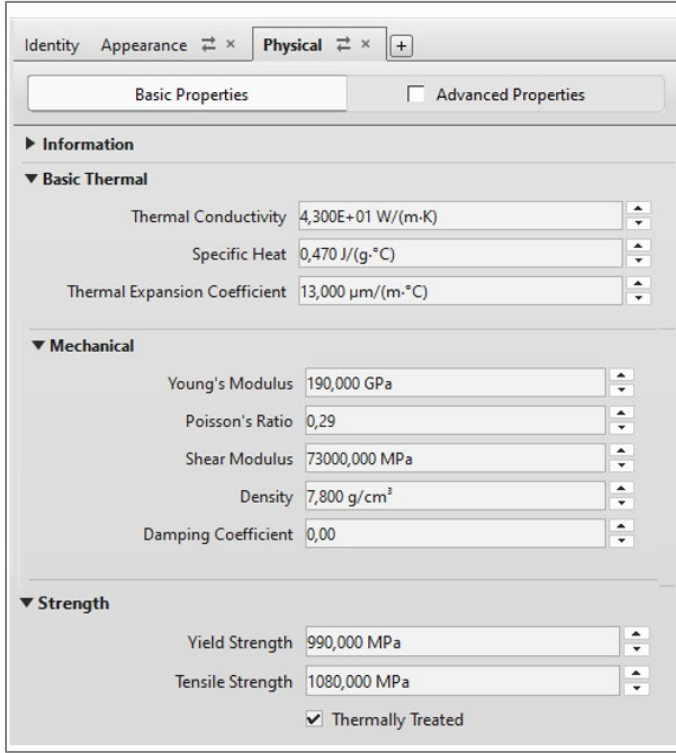 Identity Appearance Physical
Basic Properties Advanced Properties
Information
Basic Thermal
Thermal Conductivity 4,300E+01 W/(m·K)
Specific Heat 0,470 J/(g·°C)
Thermal Expansion Coefficient 13,000 µm/(m·°C)
Mechanical
Young's Modulus 190,000 GPa
Poisson's Ratio 0,29
Shear Modulus 73000,000 MPa
Density 7,800 g/cm³
Damping Coefficient 0,00
Strength
Yield Strength 990,000 MPa
Tensile Strength 1080,000 MPa
Thermally Treated